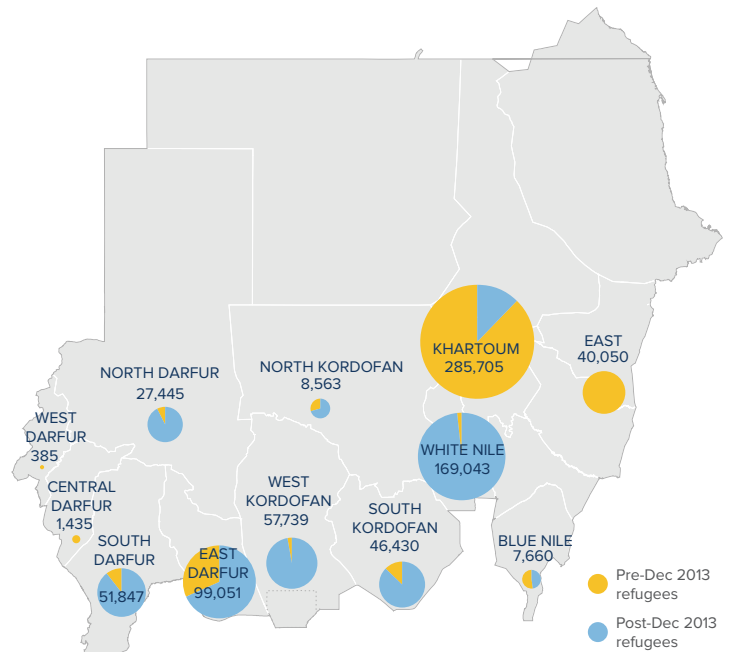 KHARTOUM
285,705
EAST
40,050
NORTH DARFUR
27,445
NORTH KORDOFAN
8,563
WEST
DARFUR
385
WHITE NILE
169,043
CENTRAL
DARFUR
1,435
WEST
KORDOFAN
57,739
SOUTH
KORDOFAN
46,430
SOUTH
DARFUR
51,847
EAST
DARFUR
99,051
BLUE NILE
7,660
Pre-Dec 2013
refugees
Post-Dec 2013
refugees